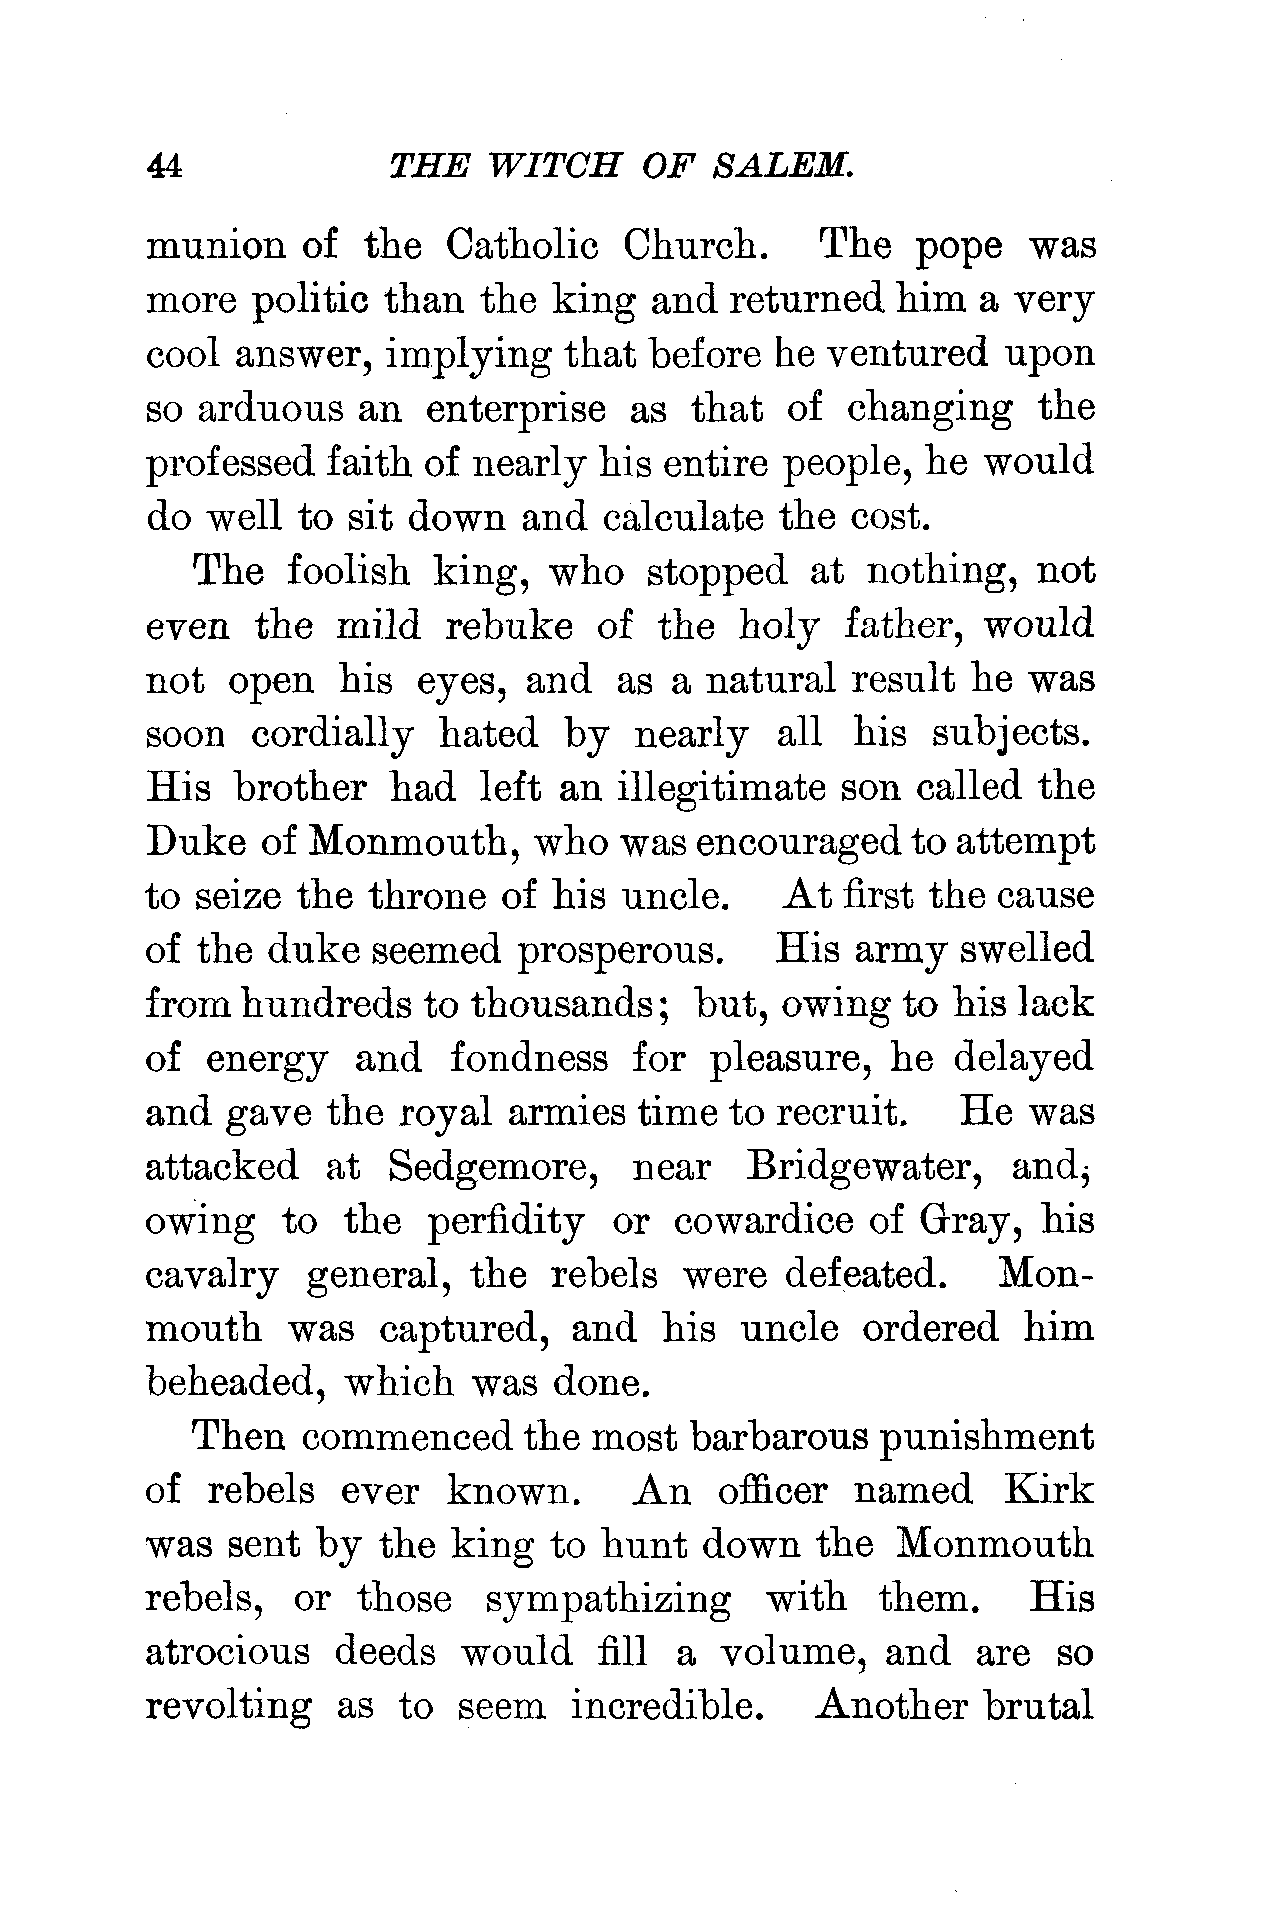 44 THE WITCH OF SALEM.
munion of the Catholic Church. The pope was
more politic than the king and returned him a very
cool answer, implying that before he ventured upon
so arduous an enterprise as that of changing the
professed faith of nearly his entire people, he would
do well to sit down and calculate the cost.
The foolish king, who stopped at nothing, not
even the mild rebuke of the holy father, would
not open his eyes, and as a natural result he was
soon cordially hated by nearly all his subjects.
His brother had left an illegitimate son called the
Duke of Monmouth, who was encouraged to attempt
to seize the throne of his uncle. At first the cause
of the duke seemed prosperous. His army swelled
from hundreds to thousands; but, owing to his lack
of energy and fondness for pleasure, he delayed
and gave the royal armies time to recruit. He was
attacked at Sedgemore, near Bridgewater, and,
owing to the perfidity or cowardice of Gray, his
cavalry general, the rebels were defeated. Mon-
mouth was captured, and his uncle ordered him
beheaded, which was done.
Then commenced the most barbarous punishment
of rebels ever known. An officer named Kirk
was sent by the king to hunt down the Monmouth
rebels, or those sympathizing with them. His
atrocious deeds would fill a volume, and are so
revolting as to seem incredible. Another brutal